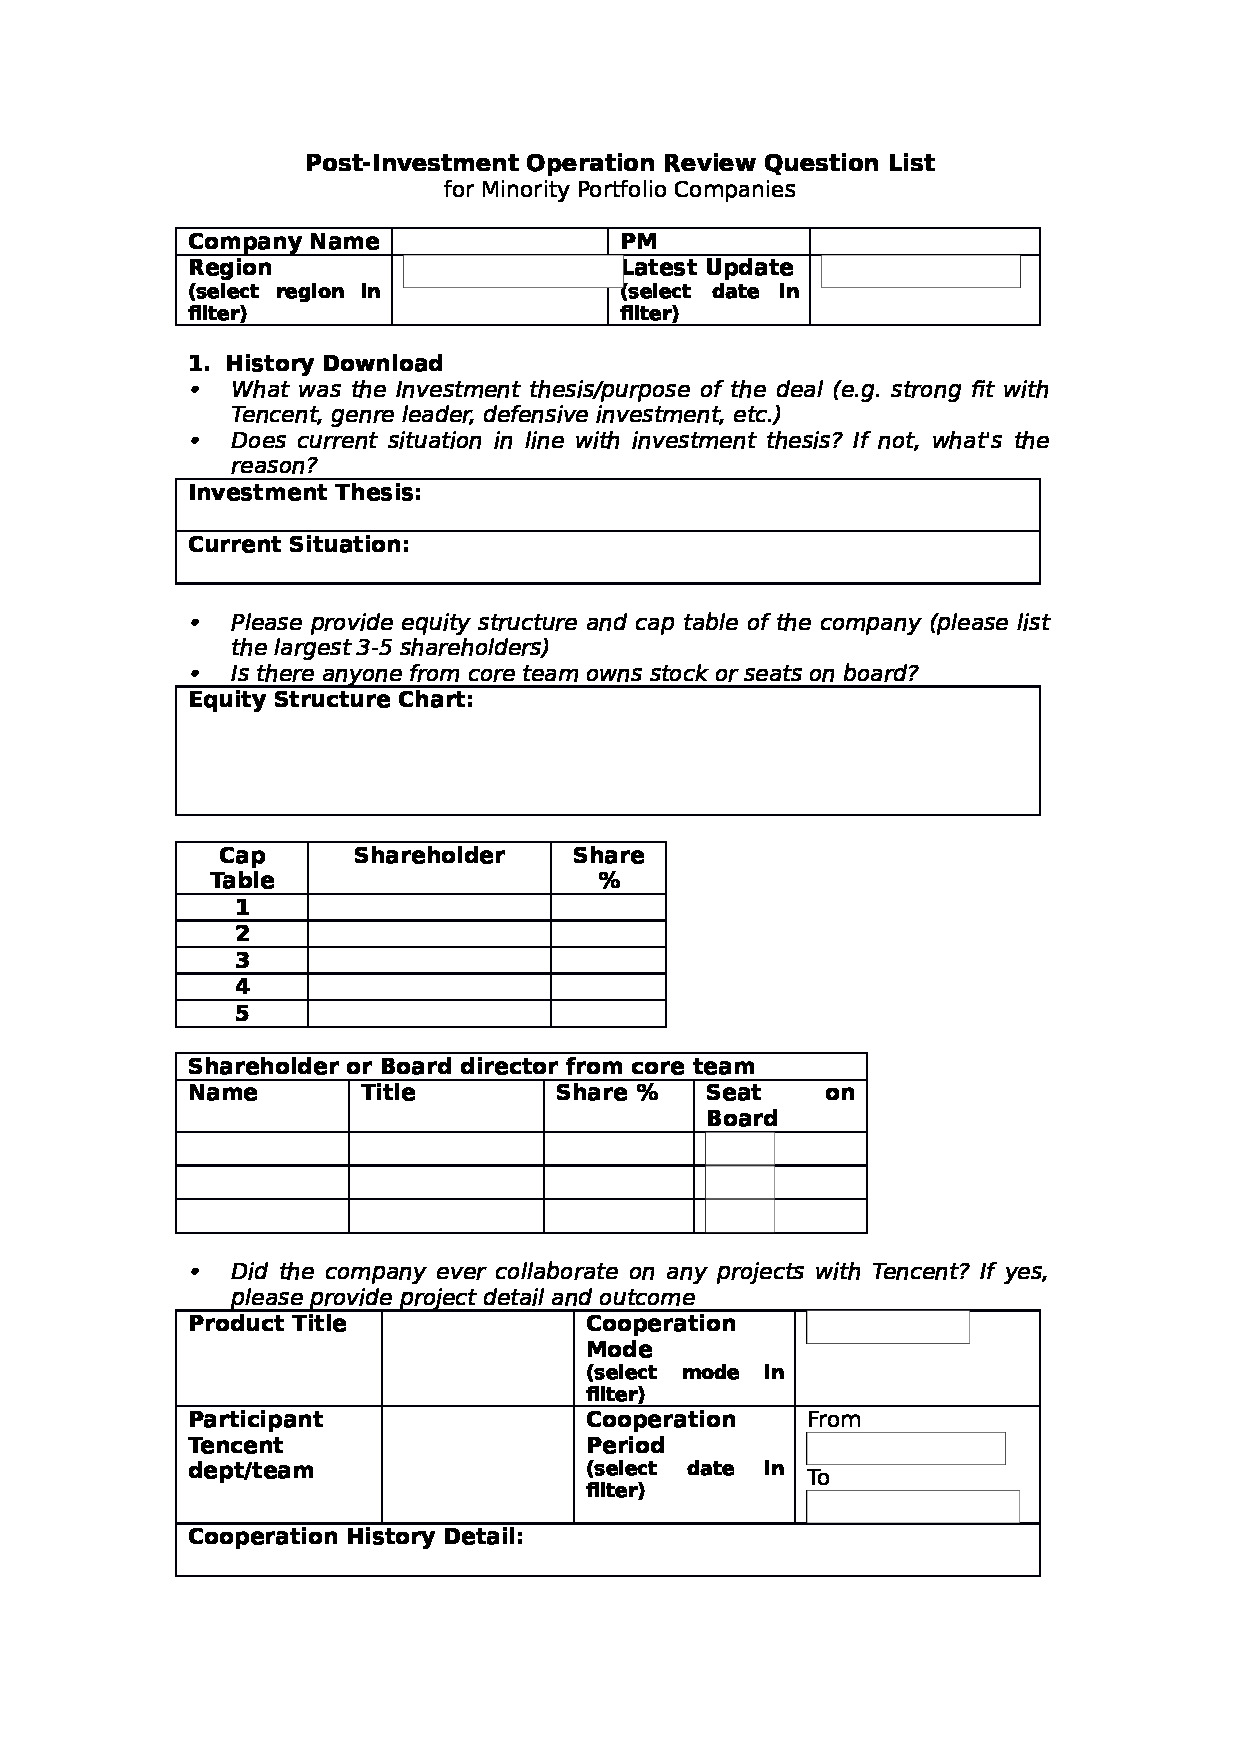 Post-Investment Operation Review Question List
for Minority Portfolio Companies
Company Name PM
Region Latest Update
(select region in (select date in
filter) filter)
1. History Download
• What was the Investment thesis/purpose of the deal (e.g. strong fit with
Tencent, genre leader, defensive investment, etc.)
• Does current situation in line with investment thesis? If not, what's the
reason?
Investment Thesis:
Current Situation:
• Please provide equity structure and cap table of the company (please list
the largest 3-5 shareholders)
• Is there anyone from core team owns stock or seats on board?
Equity Structure Chart:
Cap Shareholder Share
Table %
1
2
3
4
5
Shareholder or Board director from core team
Name Title Share % Seat on
Board
• Did the company ever collaborate on any projects with Tencent? If yes,
please provide project detail and outcome
Product Title Cooperation
Mode
(select mode in
filter)
Participant Cooperation From
Tencent Period
dept/team (select date in To
filter)
Cooperation History Detail: